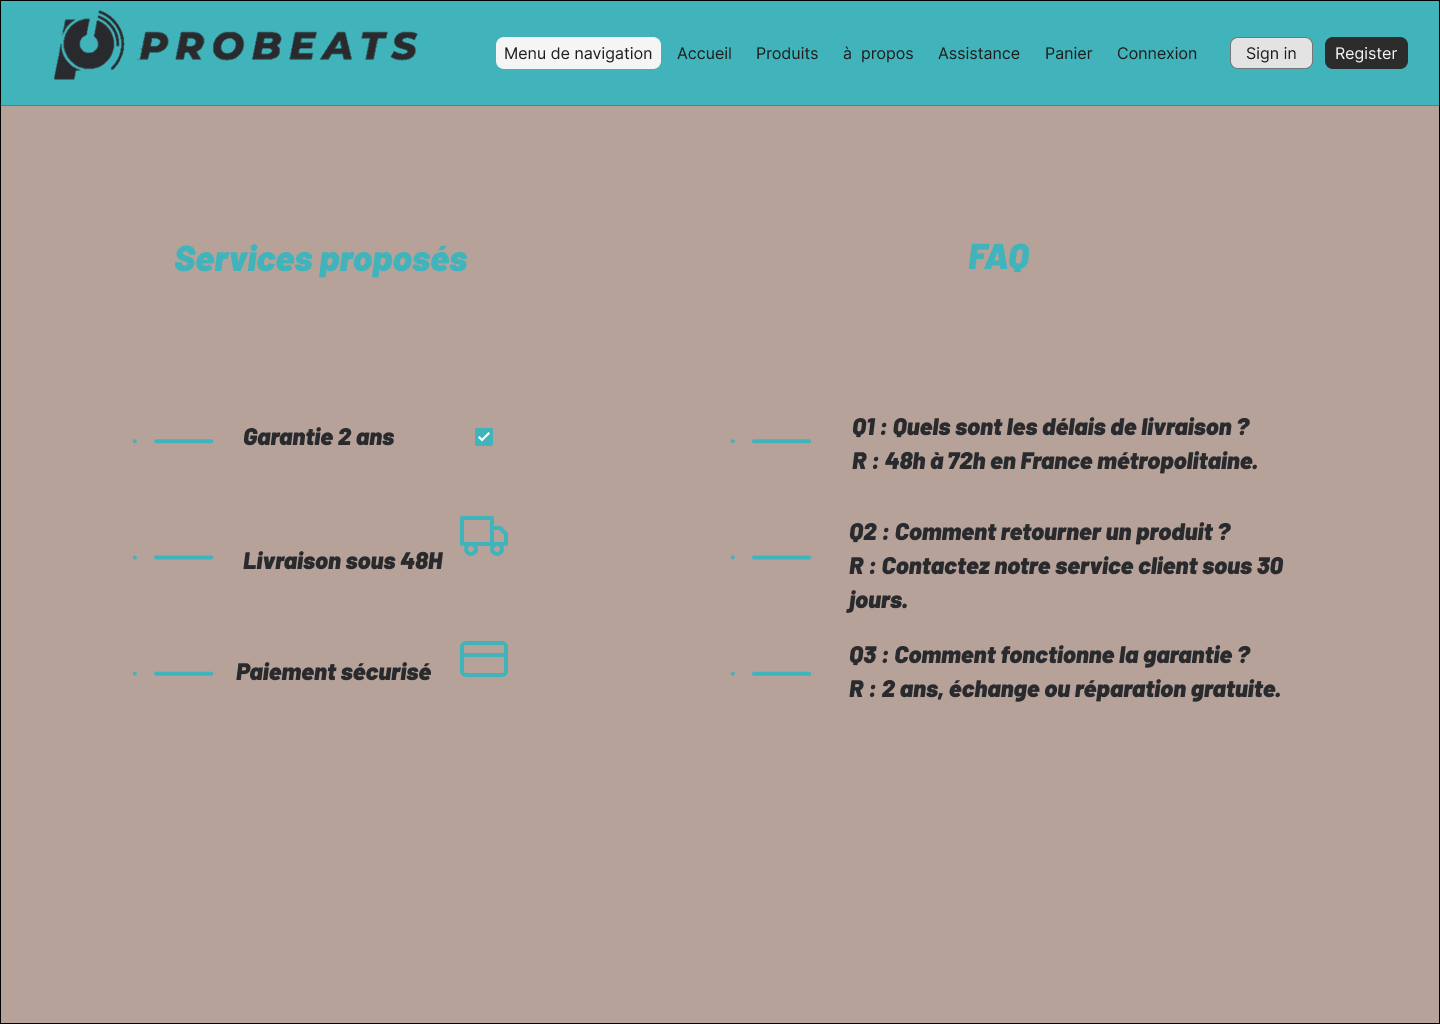 PROBEATS
Menu de navigation Accueil Produits à propos Assistance Panier Connexion Sign in Register
Services proposés
Garantie 2 ans
Livraison sous 48H
Paiement sécurisé
FAQ
Q1 : Quels sont les délais de livraison ?
R : 48h à 72h en France métropolitaine.
Q2 : Comment retourner un produit ?
R : Contactez notre service client sous 30
jours.
Q3 : Comment fonctionne la garantie ?
R : 2 ans, échange ou réparation gratuite.